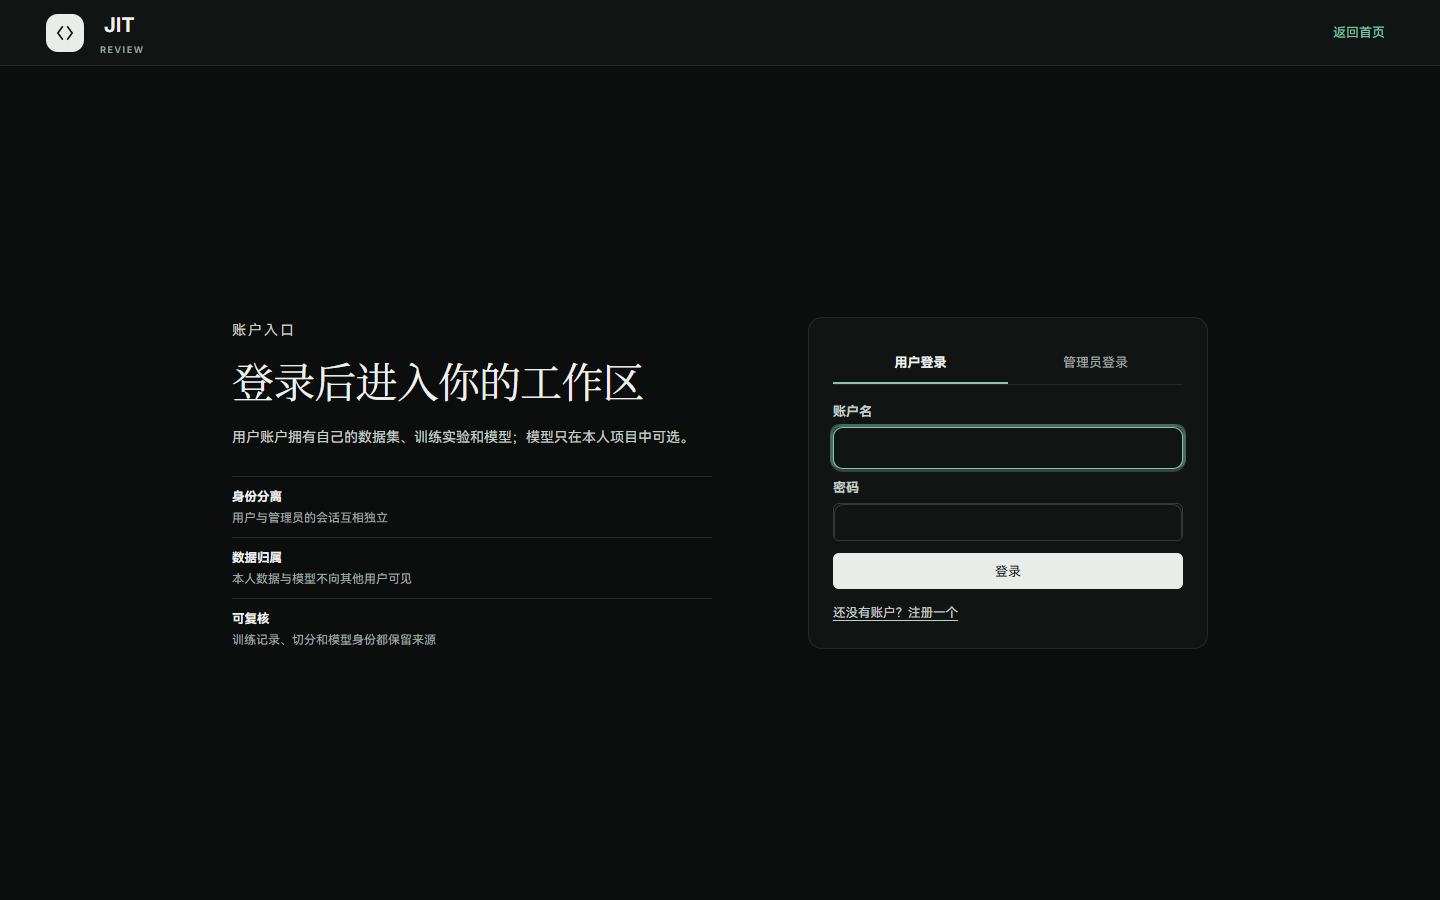 JIT
REVIEW
返回首页
账户入口
登录后进入你的工作区
用户账户拥有自己的数据集、训练实验和模型；模型只在本人项目中可选。
身份分离
用户与管理员的会话互相独立
数据归属
本人数据与模型不向其他用户可见
可复核
训练记录、切分和模型身份都保留来源
用户登录
管理员登录
账户名
密码
登录
还没有账户？注册一个